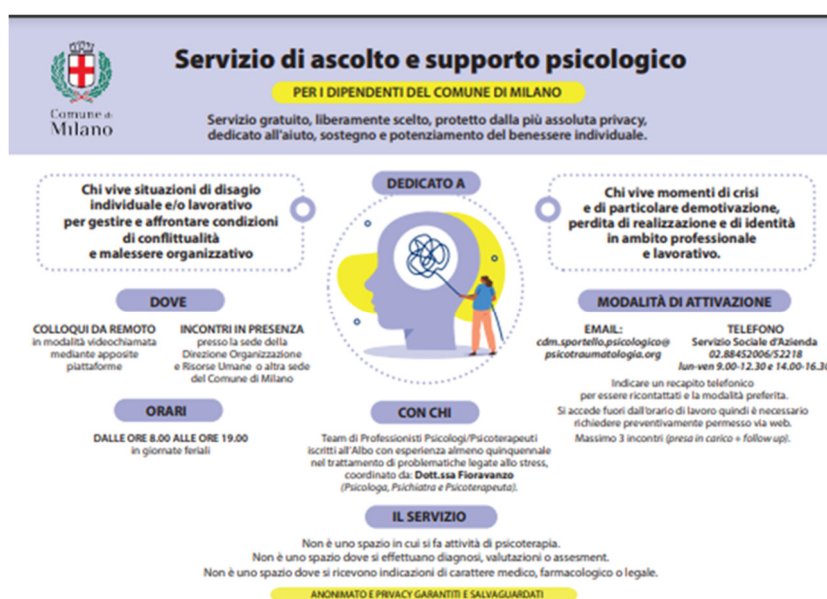 Comune di
Milano
Servizio di ascolto e supporto psicologico
PER I DIPENDENTI DEL COMUNE DI MILANO
Servizio gratuito, liberamente scelto, protetto dalla più assoluta privacy,
dedicato all'aiuto, sostegno e potenziamento del benessere individuale.
DEDICATO A
Chi vive situazioni di disagio
individuale e/o lavorativo
per gestire e affrontare condizioni
di conflittualità
e malessere organizzativo
Chi vive momenti di crisi
e di particolare demotivazione,
perdita di realizzazione e di identità
in ambito professionale
e lavorativo.
DOVE
COLLOQUI DA REMOTO
in modalità videochiamata
mediante apposite
piattaforme
INCONTRI IN PRESENZA
presso la sede della
Direzione Organizzazione
e Risorse Umane o altra sede
del Comune di Milano
ORARI
DALLE ORE 8.00 ALLE ORE 19.00
in giornate feriali
CON CHI
Team di Professionisti Psicologi/Psicoterapeuti
iscritti all'Albo con esperienza almeno quinquennale
nel trattamento di problematiche legate allo stress,
coordinato da: Dott.ssa Fioravanzo
(Psicologa, Psichiatra e Psicoterapeuta).
MODALITÀ DI ATTIVAZIONE
EMAIL:
cdm.sportello.psicologico@
psicotraumatologia.org
TELEFONO
Servizio Sociale d'Azienda
02.88452006/52218
lun-ven 9.00-12.30 e 14.00-16.30
Indicare un recapito telefonico
per essere ricontattati e la modalità preferita.
Si accede fuori dall'orario di lavoro quindi è necessario
richiedere preventivamente permesso via web.
Massimo 3 incontri (presa in carico + follow up).
IL SERVIZIO
Non è uno spazio in cui si fa attività di psicoterapia.
Non è uno spazio dove si effettuano diagnosi, valutazioni o assesment.
Non è uno spazio dove si ricevono indicazioni di carattere medico, farmacologico o legale.
ANONIMATO E PRIVACY GARANTITI E SALVAGUARDATI